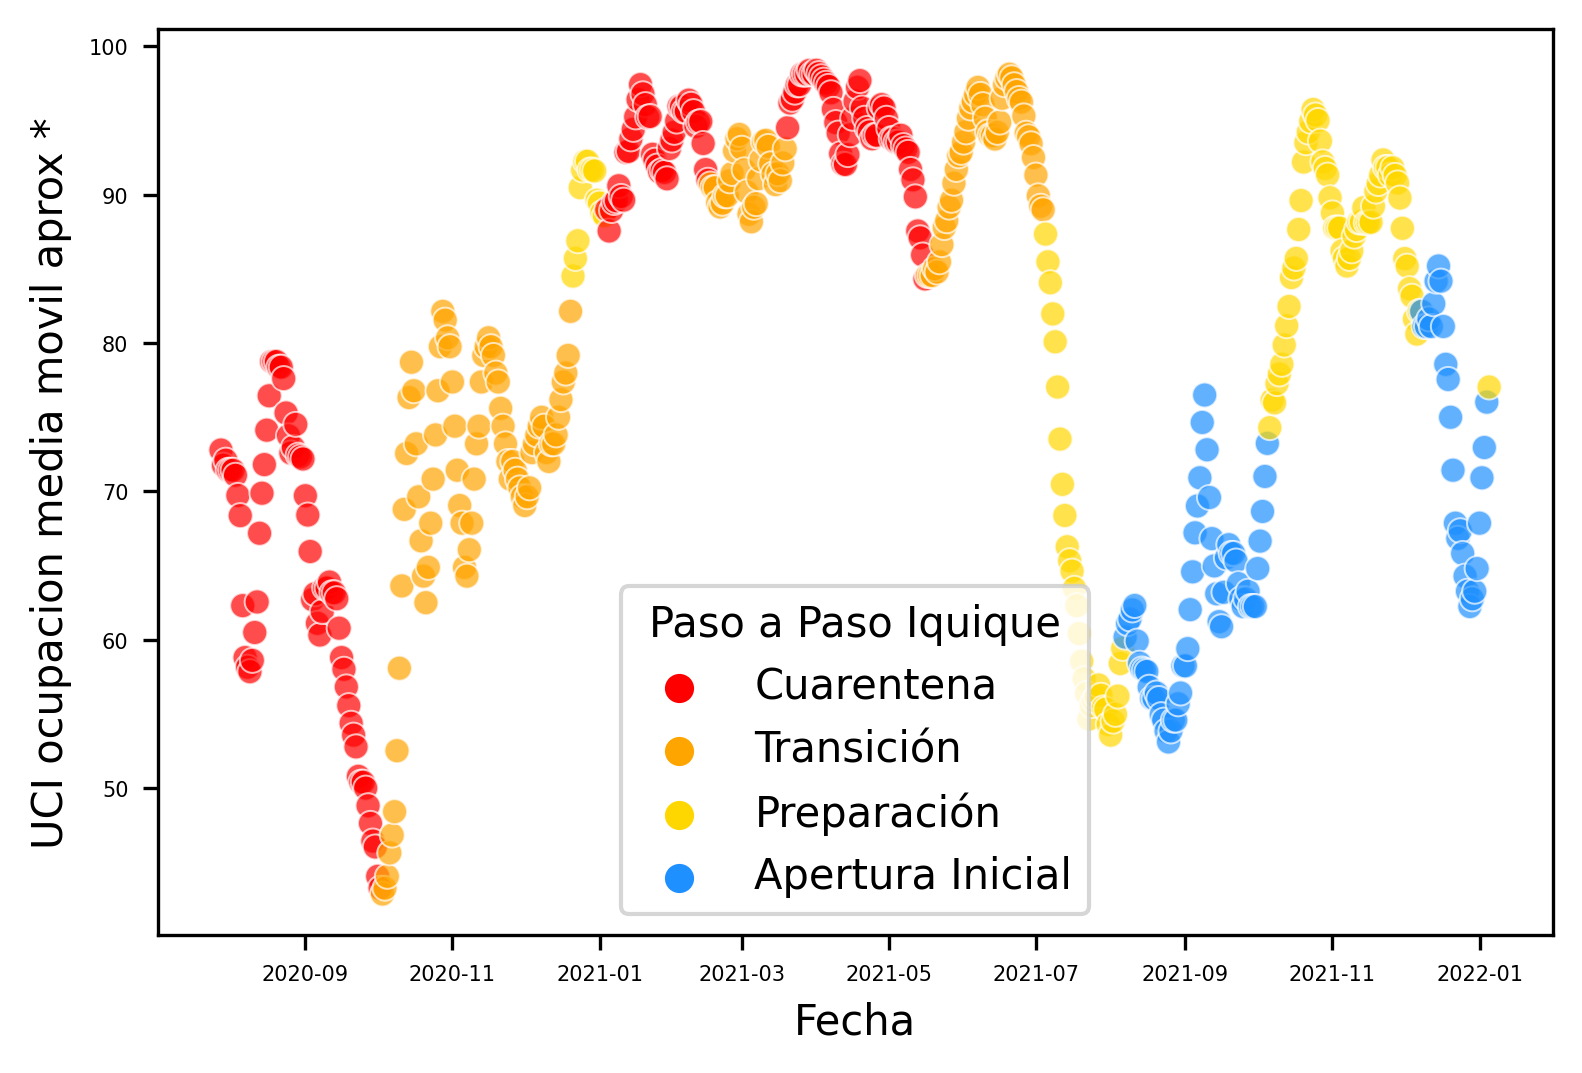 UCI ocupacion media movil aprox *
100
90
80
70
60
50
Paso a Paso Iquique
Cuarentena
Transición
Preparación
Apertura Inicial
2020-09
2020-11
2021-01
2021-03
2021-05
2021-07
2021-09
2021-11
2022-01
Fecha